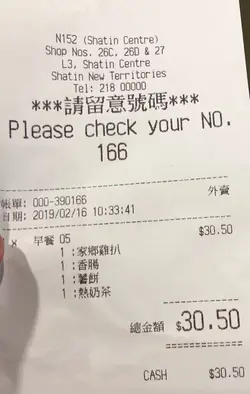 N152 (Shatin Centre)
Shop Nos. 26C, 26D & 27
L3, Shatin Centre
Shatin New Territories
Tel: 218 00000
***請留意號碼***
Please check your NO.
166
帳單: 000-390166 外賣
日期: 2019/02/16 10:33:41
早餐 05 $30.50
1 :家鄉雞扒
1 :香腸
1 :薯餅
1 :熱奶茶
總金額 $30.50
============
CASH $30.50